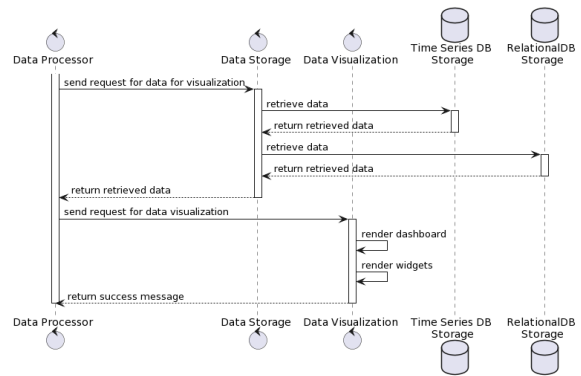 Data Processor
Data Storage
Data Visualization
Time Series DB
Storage
RelationalDB
Storage
send request for data for visualization
retrieve data
return retrieved data
retrieve data
return retrieved data
return retrieved data
send request for data visualization
render dashboard
render widgets
return success message
Data Processor
Data Storage
Data Visualization
Time Series DB
Storage
RelationalDB
Storage